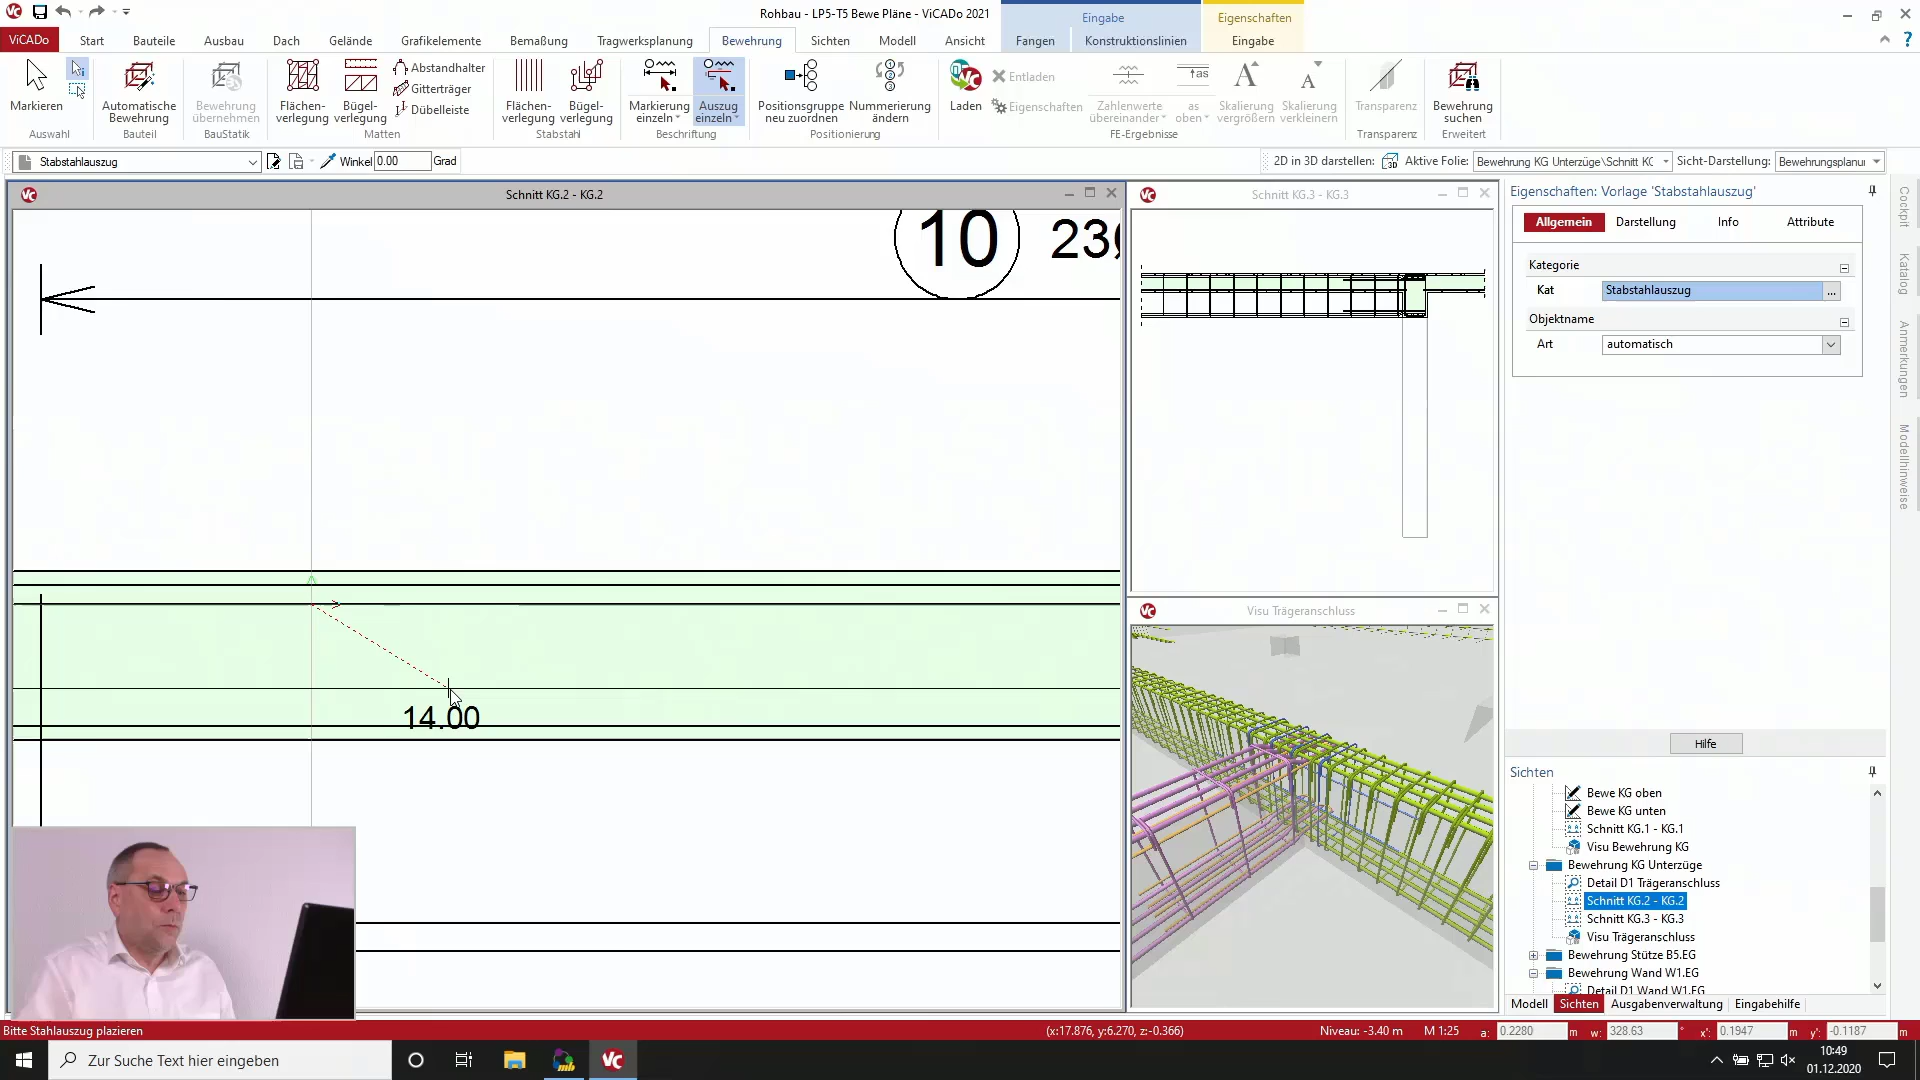 Rohbau - LP5-T5 Bewe Pläne - ViCADo 2021
Eingabe
Eigenschaften
ViCADo
Start
Bauteile
Ausbau
Dach
Gelände
Grafikelemente
Bemaßung
Tragwerksplanung
Bewehrung
Sichten
Modell
Ansicht
Fangen
Konstruktionslinien
Eingabe
Markieren
Auswahl
Automatische
Bewehrung
Bauteil
Bewehrung
übernehmen
BauStatik
Flächen-
verlegung
Bügel-
verlegung
Abstandhalter
Gitterträger
Dübelleiste
Matten
Flächen-
verlegung
Bügel-
verlegung
Stabstahl
Markierung
einzeln
Auszug
einzeln
Beschriftung
Positionsgruppe
neu zuordnen
Nummerierung
ändern
Positionierung
Laden
Entladen
Eigenschaften
Zahlenwerte
übereinander
as
oben
Skalierung
vergrößern
Skalierung
verkleinern
FE-Ergebnisse
Transparenz
Transparenz
Bewehrung
suchen
Erweitert
Stabstahlauszug
Winkel 0.00 Grad
2D in 3D darstellen:
Aktive Folie: Bewehrung KG Unterzüge\Schnitt KG
Sicht-Darstellung: Bewehrungsplanu
Schnitt KG.2 - KG.2
10
23
14.00
Schnitt KG.3 - KG.3
Visu Trägeranschluss
Eigenschaften: Vorlage 'Stabstahlauszug'
Allgemein
Darstellung
Info
Attribute
Kategorie
Kat Stabstahlauszug ...
Objektname
Art automatisch
Hilfe
Sichten
Bewe KG oben
Bewe KG unten
Schnitt KG.1 - KG.1
Visu Bewehrung KG
Bewehrung KG Unterzüge
Detail D1 Trägeranschluss
Schnitt KG.2 - KG.2
Schnitt KG.3 - KG.3
Visu Trägeranschluss
Bewehrung Stütze B5.EG
Bewehrung Wand W1.EG
Detail D1 Wand W1.EG
Modell
Sichten
Ausgabenverwaltung
Eingabehilfe
Cockpit
Katalog
Anmerkungen
Modellhinweise
Bitte Stahlauszug plazieren
(x:17.876, y:6.270, z:-0.366)
Niveau: -3.40 m
M 1:25
a: 0.2280 m
w: 328.63 °
x': 0.1947 m
y': -0.1187 m
Zur Suche Text hier eingeben
10:49
01.12.2020